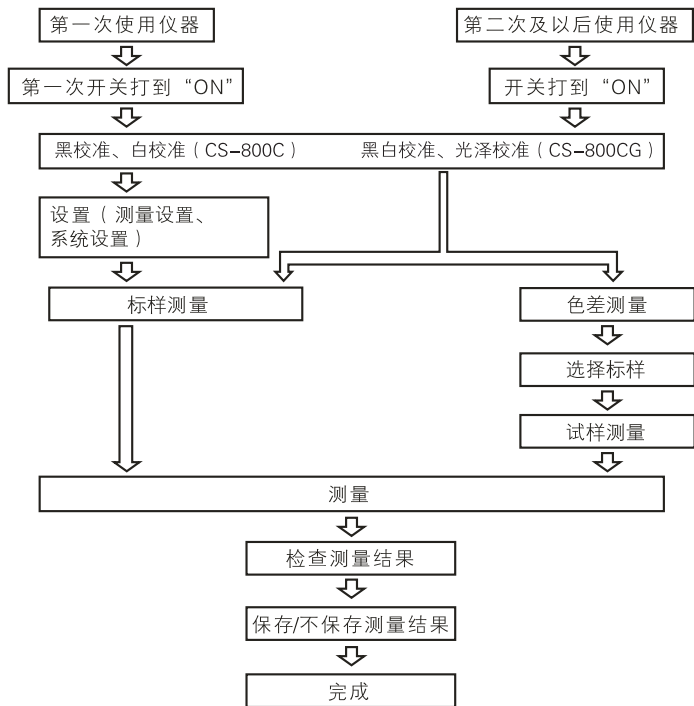 第一次使用仪器
第二次及以后使用仪器
第一次开关打到“ON”
开关打到“ON”
黑校准、白校准（CS–800C）
黑白校准、光泽校准（CS–800CG）
设置（测量设置、
系统设置）
标样测量
色差测量
选择标样
试样测量
测量
检查测量结果
保存/不保存测量结果
完成